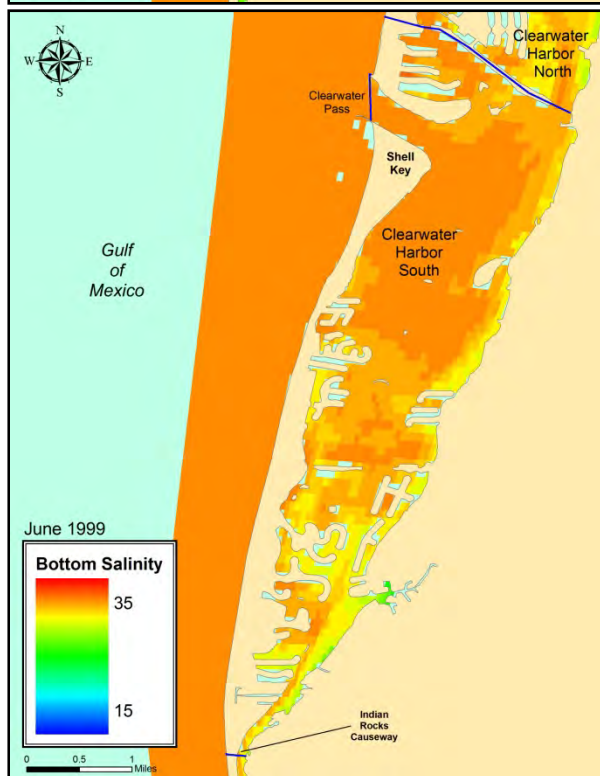 N
W
E
S
Clearwater
Harbor
North
Clearwater
Pass
Shell
Key
Clearwater
Harbor
South
Gulf
of
Mexico
June 1999
Bottom Salinity
35
15
0 0.5 1
Miles
Indian
Rocks
Causeway